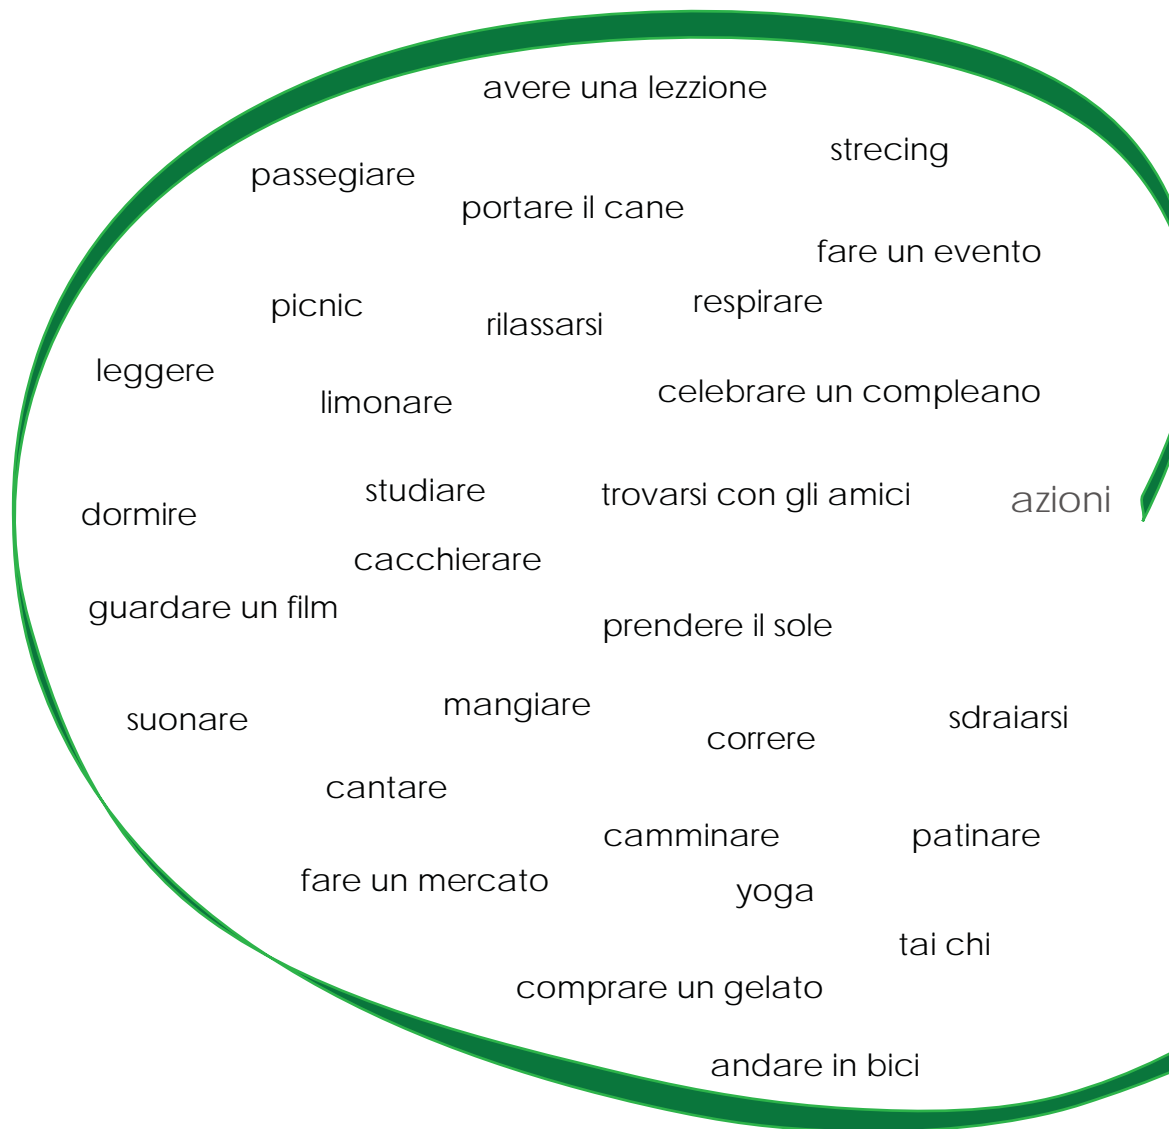 avere una lezzione
strecing
passegiare
portare il cane
fare un evento
respirare
picnic
rilassarsi
leggere
celebrare un compleano
limonare
studiare
trovarsi con gli amici
azioni
dormire
cacchierare
guardare un film
prendere il sole
mangiare
sdraiarsi
suonare
correre
cantare
camminare
patinare
fare un mercato
yoga
tai chi
comprare un gelato
andare in bici